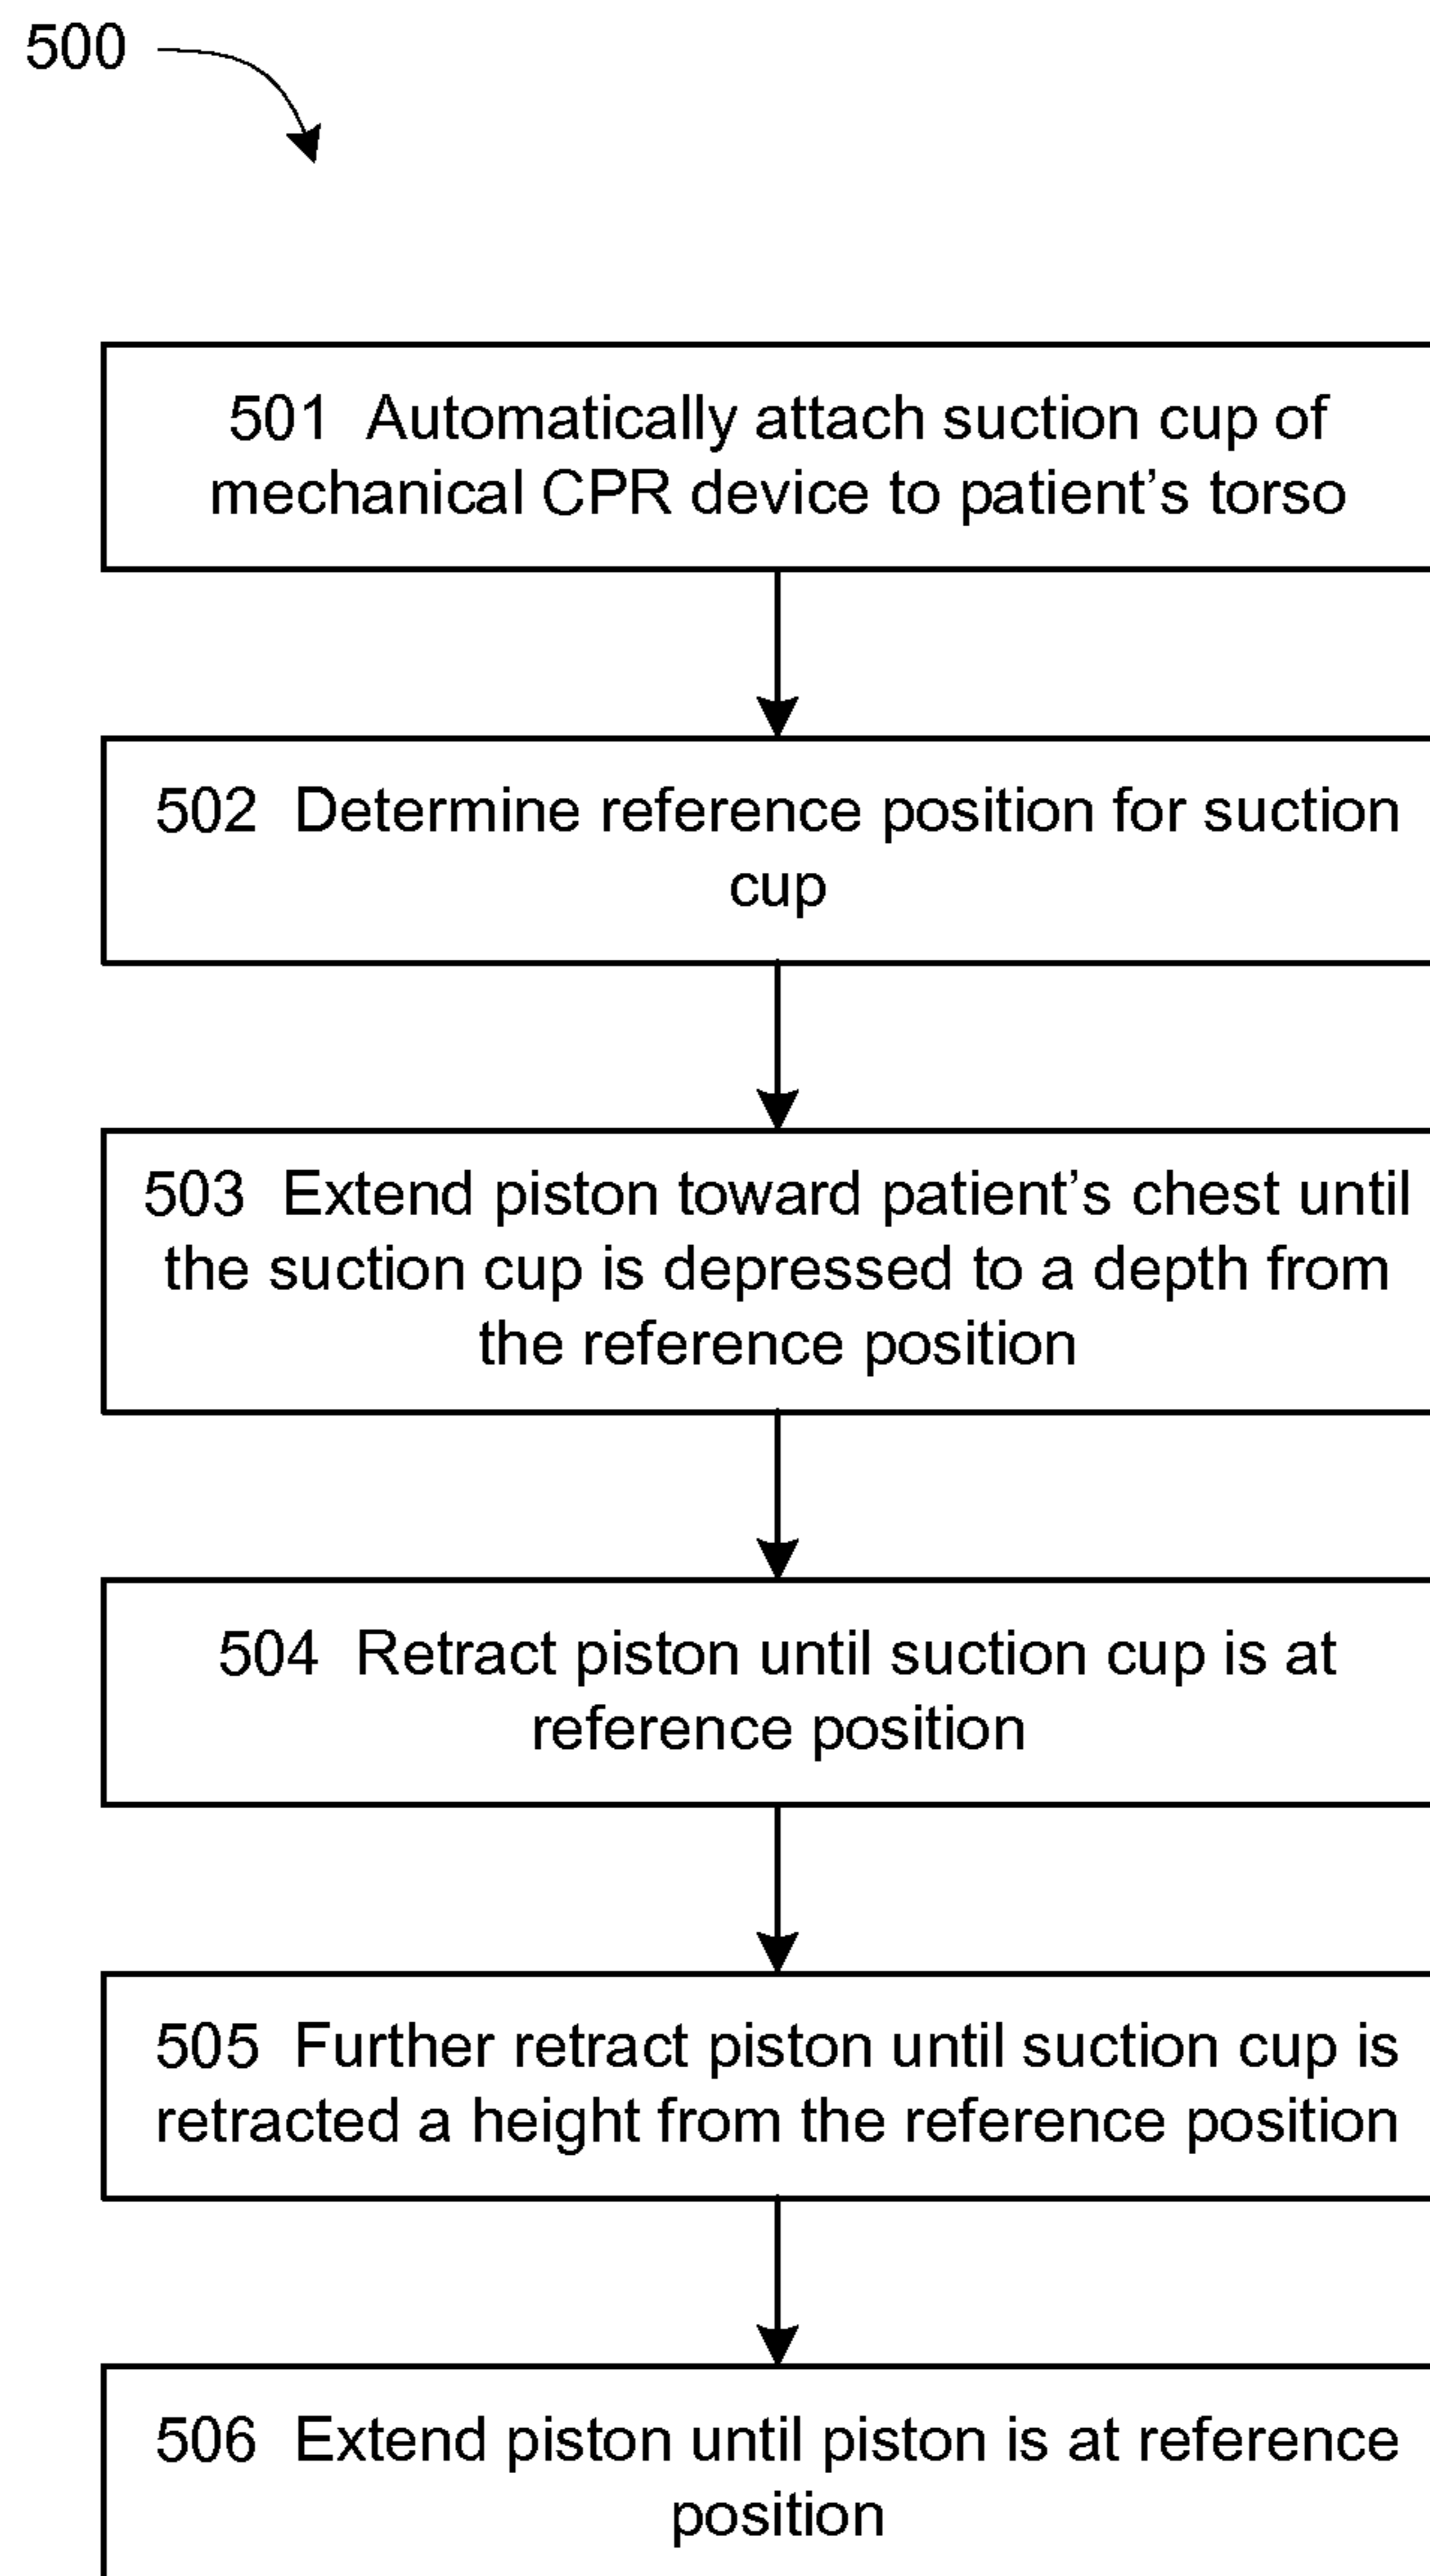 500
501 Automatically attach suction cup of
mechanical CPR device to patient's torso
502 Determine reference position for suction
cup
503 Extend piston toward patient's chest until
the suction cup is depressed to a depth from
the reference position
504 Retract piston until suction cup is at
reference position
505 Further retract piston until suction cup is
retracted a height from the reference position
506 Extend piston until piston is at reference
position